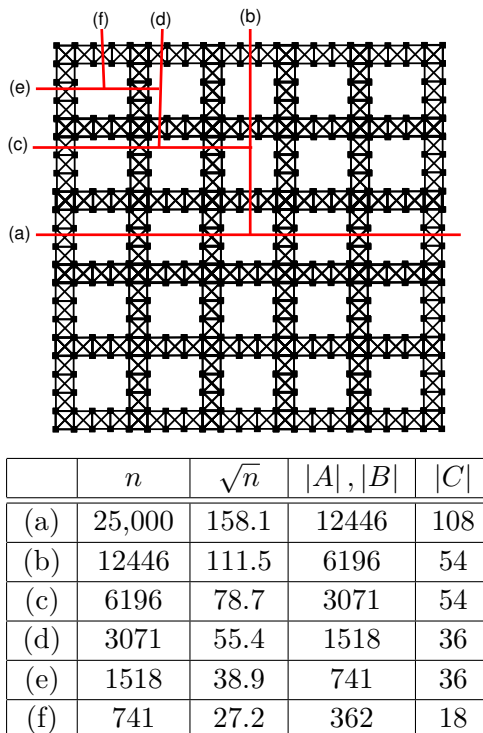 (f) (d) (b)
(e)
(c)
(a)
n √n |A| , |B| |C|
(a) 25,000 158.1 12446 108
(b) 12446 111.5 6196 54
(c) 6196 78.7 3071 54
(d) 3071 55.4 1518 36
(e) 1518 38.9 741 36
(f) 741 27.2 362 18